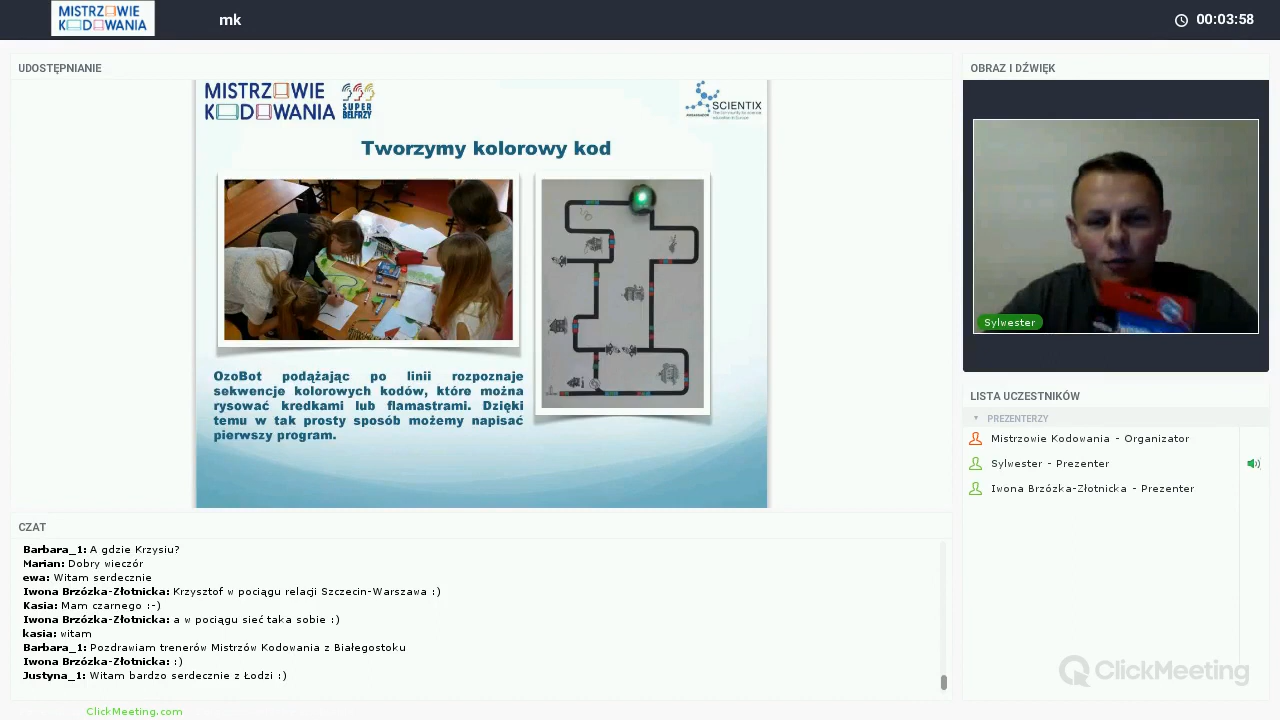 MISTRZOWIE
KODOWANIA
mk
00:03:58
UDOSTĘPNIANIE
MISTRZOWIE
KODOWANIA
SUPER
BELFRZY
SCIENTIX
Tworzymy kolorowy kod
OzoBot podążając po linii rozpoznaje
sekwencje kolorowych kodów, które można
rysować kredkami lub flamastrami. Dzięki
temu w tak prosty sposób możemy napisać
pierwszy program.
OBRAZ I DŹWIĘK
Sylwester
LISTA UCZESTNIKÓW
PREZENTERZY
Mistrzowie Kodowania - Organizator
Sylwester - Prezenter
Iwona Brzózka-Złotnicka - Prezenter
CZAT
Barbara_1: A gdzie Krzysiu?
Marian: Dobry wieczór
ewa: Witam serdecznie
Iwona Brzózka-Złotnicka: Krzysztof w pociągu relacji Szczecin-Warszawa :)
Kasia: Mam czarnego :-)
Iwona Brzózka-Złotnicka: a w pociągu sieć taka sobie :)
kasia: witam
Barbara_1: Pozdrawiam trenerów Mistrzów Kodowania z Białegostoku
Iwona Brzózka-Złotnicka: :)
Justyna_1: Witam bardzo serdecznie z Łodzi :)
ClickMeeting
ClickMeeting.com